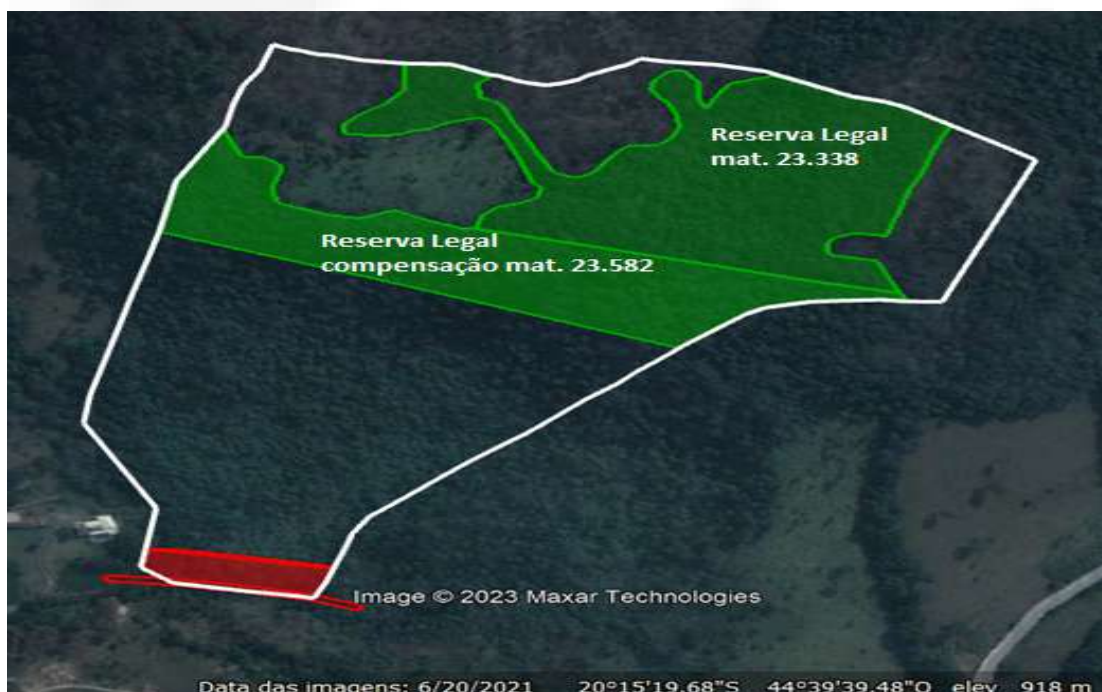 Reserva Legal
mat. 23.338
Reserva Legal
compensação mat. 23.582
Image © 2023 Maxar Technologies
Data das imagens: 6/20/2021 20°15'19.68"S 44°39'39.48"O elev 918 m